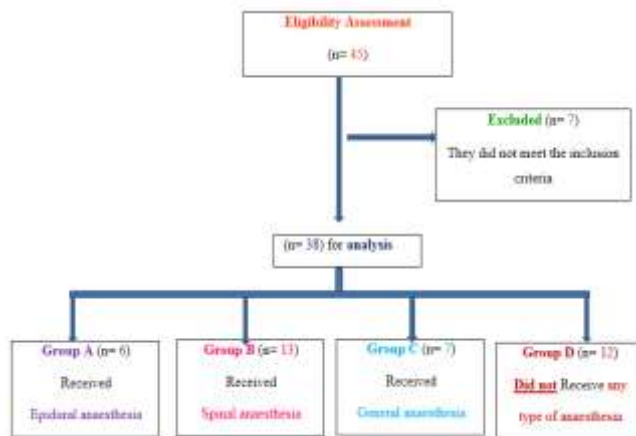 Eligibility Assessment
(n= 45)
Excluded (n= 7)
They did not meet the inclusion
criteria
(n= 38) for analysis
Group A (n= 6)
Received
Epidural anaesthesia
Group B (n= 13)
Received
Spinal anaesthesia
Group C (n= 7)
Received
General anaesthesia
Group D (n= 12)
Did not Receive any
type of anaesthesia